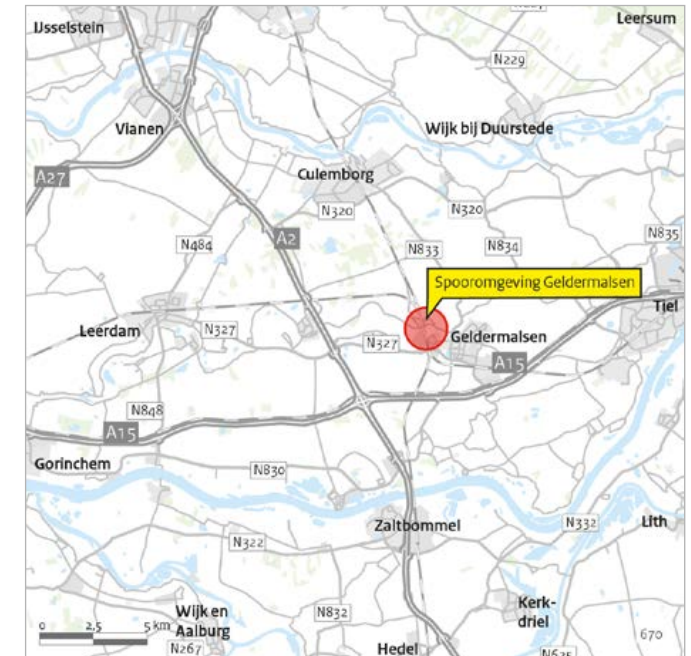 IJsselstein
Leersum
N229
Vianen
Wijk bij Duurstede
A27
Culemborg
N320
N320
N484
A2
N833
N834
N835
Spooromgeving Geldermalsen
Tiel
Leerdam
N327
N327
Geldermalsen
A15
N848
A15
Gorinchem
N830
Zaltbommel
N332
Lith
N322
Wijk en
Aalburg
N832
Kerk-
driel
0 2,5 5 km
N267
Hedel
670